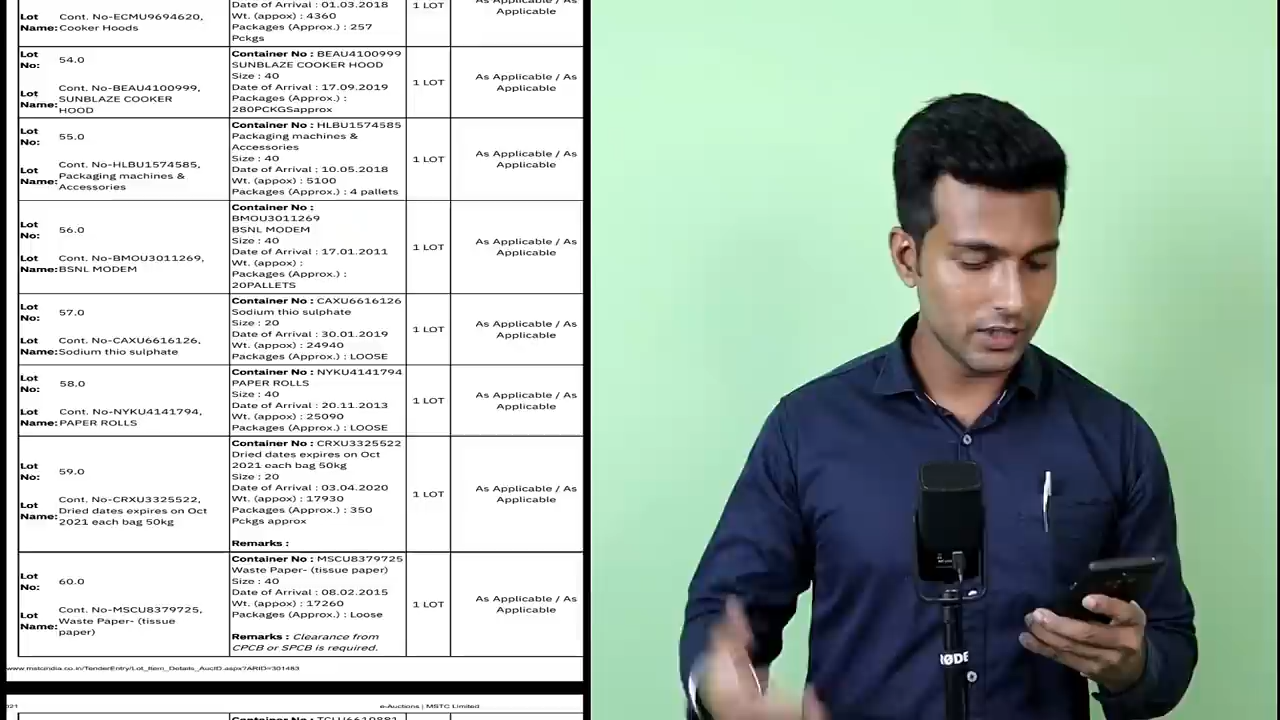 Cont. No-ECMU9694620,
Lot Name: Cooker Hoods
Date of Arrival : 01.03.2018
Wt. (appox) : 4360
Packages (Approx.) : 257
Pckgs
1 LOT
Applicable
Lot No: 54.0
Lot Name: Cont. No-BEAU4100999,
SUNBLAZE COOKER
HOOD
Container No : BEAU4100999
SUNBLAZE COOKER HOOD
Size : 40
Date of Arrival : 17.09.2019
Packages (Approx.) :
280PCKGSapprox
1 LOT
As Applicable / As
Applicable
Lot No: 55.0
Lot Name: Cont. No-HLBU1574585,
Packaging machines &
Accessories
Container No : HLBU1574585
Packaging machines &
Accessories
Size : 40
Date of Arrival : 10.05.2018
Wt. (appox) : 5100
Packages (Approx.) : 4 pallets
1 LOT
As Applicable / As
Applicable
Lot No: 56.0
Lot Name: Cont. No-BMOU3011269,
BSNL MODEM
Container No :
BMOU3011269
BSNL MODEM
Size : 40
Date of Arrival : 17.01.2011
Wt. (appox) :
Packages (Approx.) :
20PALLETS
1 LOT
As Applicable / As
Applicable
Lot No: 57.0
Lot Name: Cont. No-CAXU6616126,
Sodium thio sulphate
Container No : CAXU6616126
Sodium thio sulphate
Size : 20
Date of Arrival : 30.01.2019
Wt. (appox) : 24940
Packages (Approx.) : LOOSE
1 LOT
As Applicable / As
Applicable
Lot No: 58.0
Lot Name: Cont. No-NYKU4141794,
PAPER ROLLS
Container No : NYKU4141794
PAPER ROLLS
Size : 40
Date of Arrival : 20.11.2013
Wt. (appox) : 25090
Packages (Approx.) : LOOSE
1 LOT
As Applicable / As
Applicable
Lot No: 59.0
Lot Name: Cont. No-CRXU3325522,
Dried dates expires on Oct
2021 each bag 50kg
Container No : CRXU3325522
Dried dates expires on Oct
2021 each bag 50kg
Size : 20
Date of Arrival : 03.04.2020
Wt. (appox) : 17930
Packages (Approx.) : 350
Pckgs approx
Remarks :
1 LOT
As Applicable / As
Applicable
Lot No: 60.0
Lot Name: Cont. No-MSCU8379725,
Waste Paper- (tissue
paper)
Container No : MSCU8379725
Waste Paper- (tissue paper)
Size : 40
Date of Arrival : 08.02.2015
Wt. (appox) : 17260
Packages (Approx.) : Loose
Remarks : Clearance from
CPCB or SPCB is required.
1 LOT
As Applicable / As
Applicable
www.mstcindia.co.in/TenderEntry/Lot_Item_Details_AucID.aspx?ARID=301483
e-Auctions | MSTC Limited
RØDE